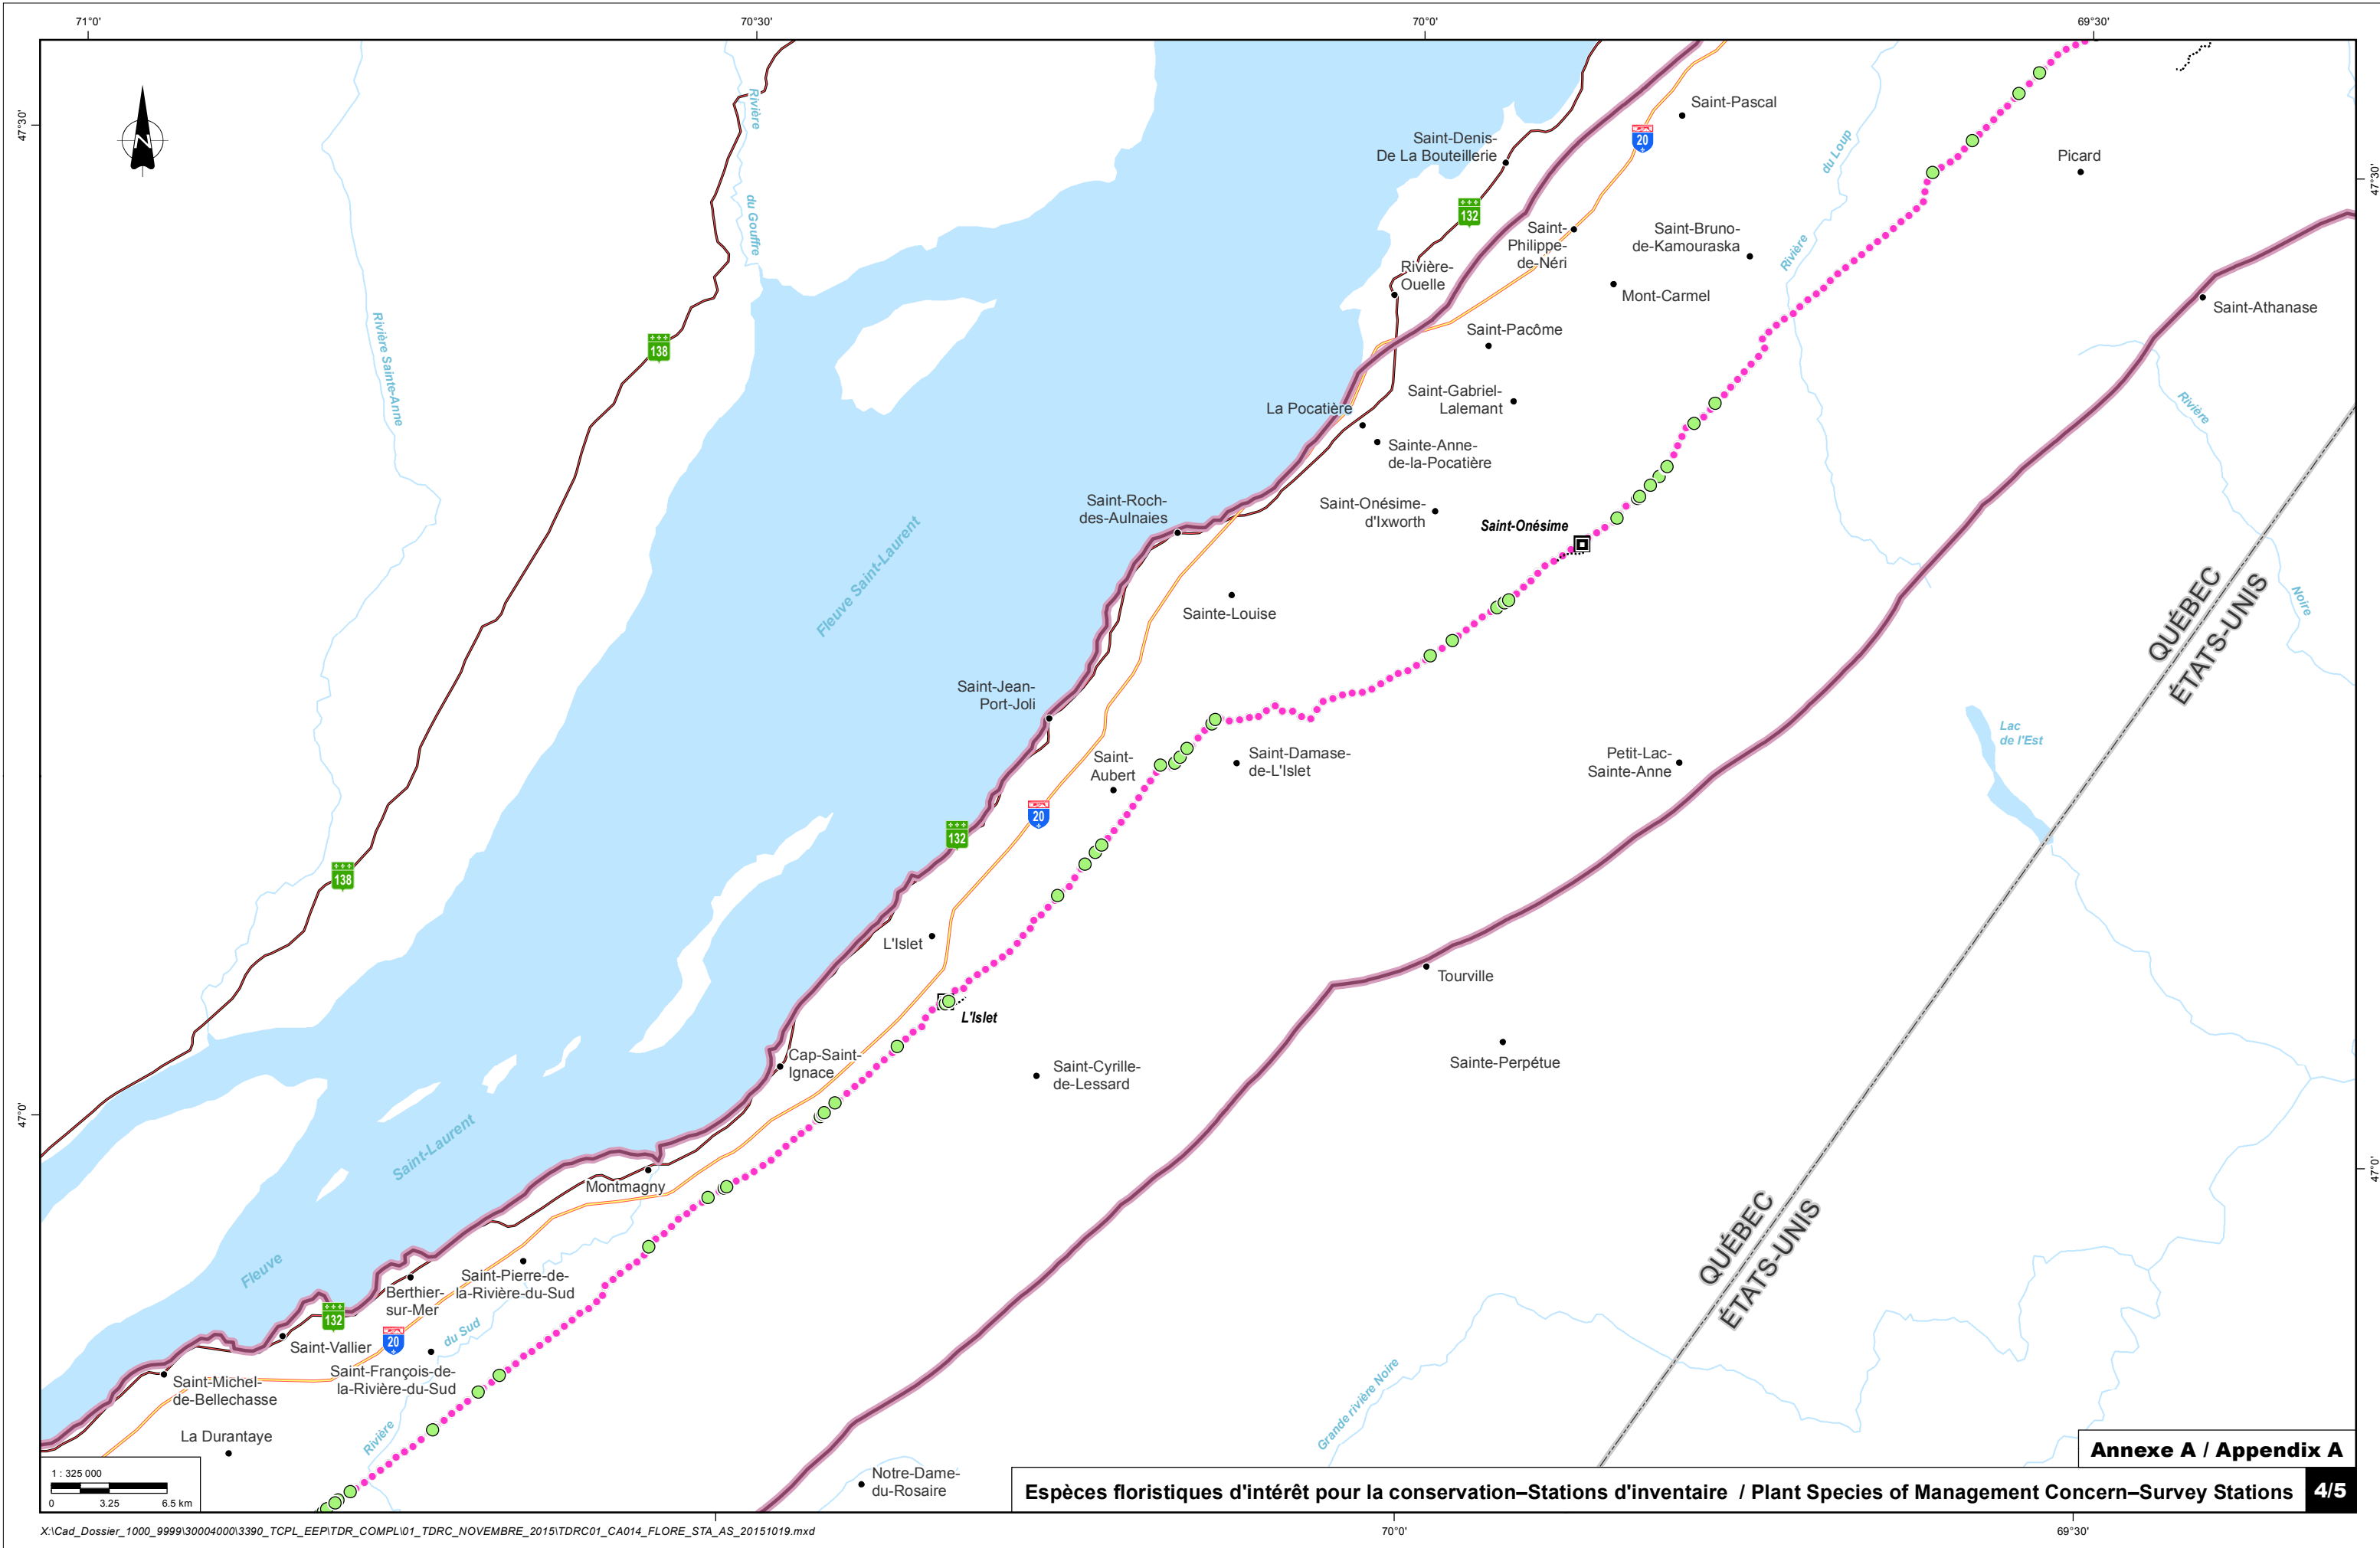 71°0'
70°30'
70°0'
69°30'
47°30'
47°30'
N
Rivière
du Gouffre
Rivière Sainte-Anne
138
Saint-Pascal
20
Saint-Denis-
De La Bouteillerie
132
du Loup
Rivière
Picard
Saint-
Philippe-
de-Néri
Saint-Bruno-
de-Kamouraska
Rivière-
Ouelle
Mont-Carmel
Saint-Athanase
Saint-Pacôme
Saint-Gabriel-
Lalemant
La Pocatière
Rivière
Noire
Sainte-Anne-
de-la-Pocatière
Saint-Roch-
des-Aulnaies
Saint-Onésime-
d'Ixworth
Saint-Onésime
Fleuve Saint-Laurent
Sainte-Louise
QUÉBEC
ÉTATS-UNIS
Saint-Jean-
Port-Joli
Saint-
Aubert
Saint-Damase-
de-L'Islet
Petit-Lac-
Sainte-Anne
Lac
de l'Est
20
132
138
L'Islet
Tourville
L'Islet
Cap-Saint-
Ignace
Saint-Cyrille-
de-Lessard
Sainte-Perpétue
47°0'
47°0'
Saint-Laurent
Fleuve
Montmagny
QUÉBEC
ÉTATS-UNIS
Saint-Pierre-de-
la-Rivière-du-Sud
Berthier-
sur-Mer
132
20
du Sud
Rivière
Saint-Vallier
Saint-François-de-
la-Rivière-du-Sud
Saint-Michel-
de-Bellechasse
La Durantaye
Grande rivière Noire
Notre-Dame-
du-Rosaire
1 : 325 000
0 3.25 6.5 km
Annexe A / Appendix A
Espèces floristiques d'intérêt pour la conservation–Stations d'inventaire / Plant Species of Management Concern–Survey Stations 4/5
70°0'
69°30'
X:\Cad_Dossier_1000_9999\30004000\3390_TCPL_EEP\TDR_COMPL\01_TDRC_NOVEMBRE_2015\TDRC01_CA014_FLORE_STA_AS_20151019.mxd